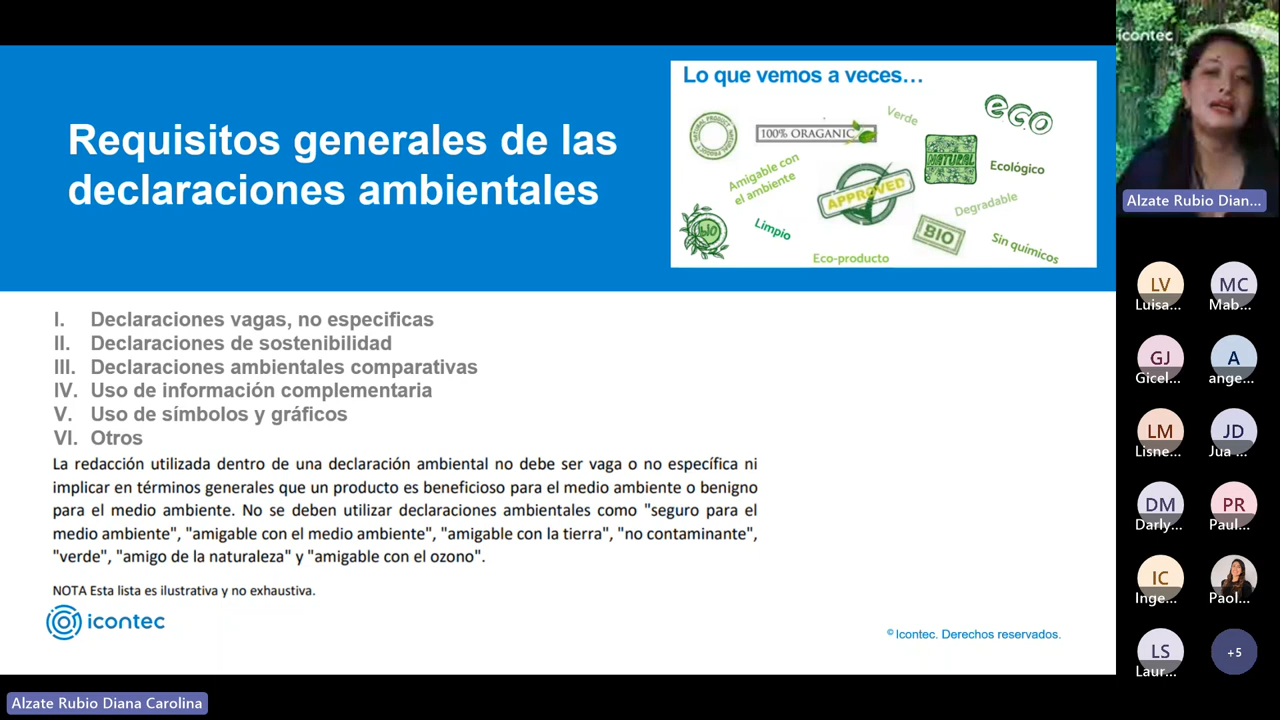 Requisitos generales de las
declaraciones ambientales
Lo que vemos a veces…
NATURAL PRODUCT NATURAL PRODUCT
100% ORAGANIC
Verde
eco
Amigable con
el ambiente
APPROVED
NATURAL
Ecológico
Degradable
bio
Limpio
BIO
Sin químicos
Eco-producto
I. Declaraciones vagas, no especificas
II. Declaraciones de sostenibilidad
III. Declaraciones ambientales comparativas
IV. Uso de información complementaria
V. Uso de símbolos y gráficos
VI. Otros
La redacción utilizada dentro de una declaración ambiental no debe ser vaga o no específica ni
implicar en términos generales que un producto es beneficioso para el medio ambiente o benigno
para el medio ambiente. No se deben utilizar declaraciones ambientales como "seguro para el
medio ambiente", "amigable con el medio ambiente", "amigable con la tierra", "no contaminante",
"verde", "amigo de la naturaleza" y "amigable con el ozono".
NOTA Esta lista es ilustrativa y no exhaustiva.
icontec
© Icontec. Derechos reservados.
Alzate Rubio Diana Carolina
icontec
Alzate Rubio Dian...
LV
Luisa...
MC
Mab...
GJ
Gicel...
A
ange...
LM
Lisne...
JD
Jua ...
DM
Darly...
PR
Paul...
IC
Inge...
Paol...
LS
Laur...
+5